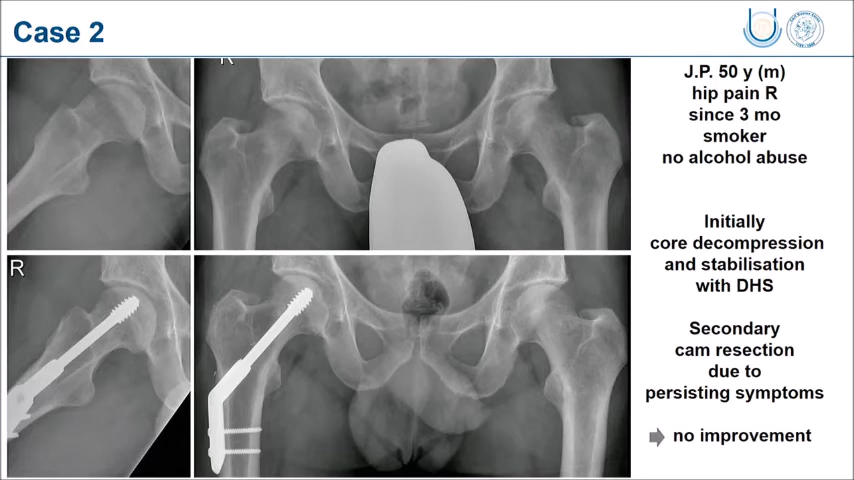 Case 2
R
R
J.P. 50 y (m)
hip pain R
since 3 mo
smoker
no alcohol abuse
Initially
core decompression
and stabilisation
with DHS
Secondary
cam resection
due to
persisting symptoms
no improvement